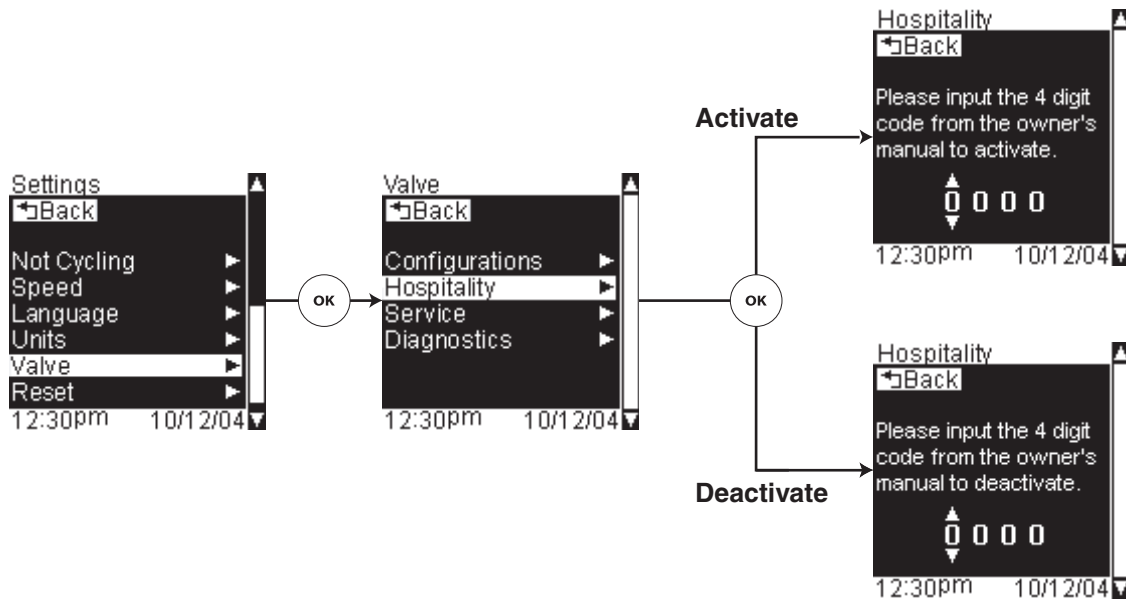 Settings
Back
Not Cycling
Speed
Language
Units
Valve
Reset
12:30pm 10/12/04
OK
Valve
Back
Configurations
Hospitality
Service
Diagnostics
12:30pm 10/12/04
OK
Activate
Hospitality
Back
Please input the 4 digit
code from the owner's
manual to activate.
0 0 0 0
12:30pm 10/12/04
Deactivate
Hospitality
Back
Please input the 4 digit
code from the owner's
manual to deactivate.
0 0 0 0
12:30pm 10/12/04